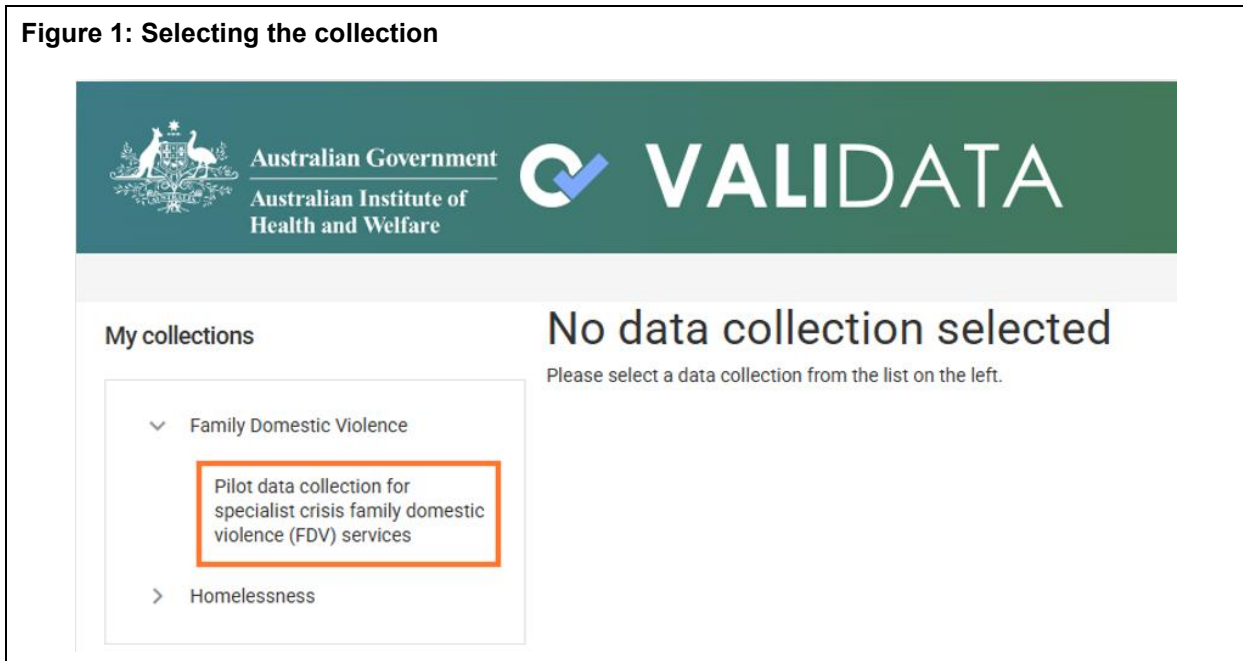 Figure 1: Selecting the collection
Australian Government
Australian Institute of
Health and Welfare
VALIDATA
My collections
Family Domestic Violence
Pilot data collection for
specialist crisis family domestic
violence (FDV) services
Homelessness
No data collection selected
Please select a data collection from the list on the left.